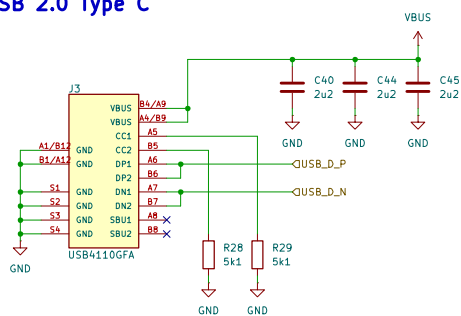 USB 2.0 Type C
VBUS
J3
C40
2u2
C44
2u2
C45
2u2
VBUS B4/A9
VBUS A4/B9
CC1 A5
A1/B12 GND CC2 B5
B1/A12 GND DP1 A6 USB_D_P
DP2 B6
S1 GND DN1 A7 USB_D_N
S2 GND DN2 B7
S3 GND SBU1 A8
S4 GND SBU2 B8
GND GND GND
USB4110GFA
GND
R28
5k1
R29
5k1
GND GND